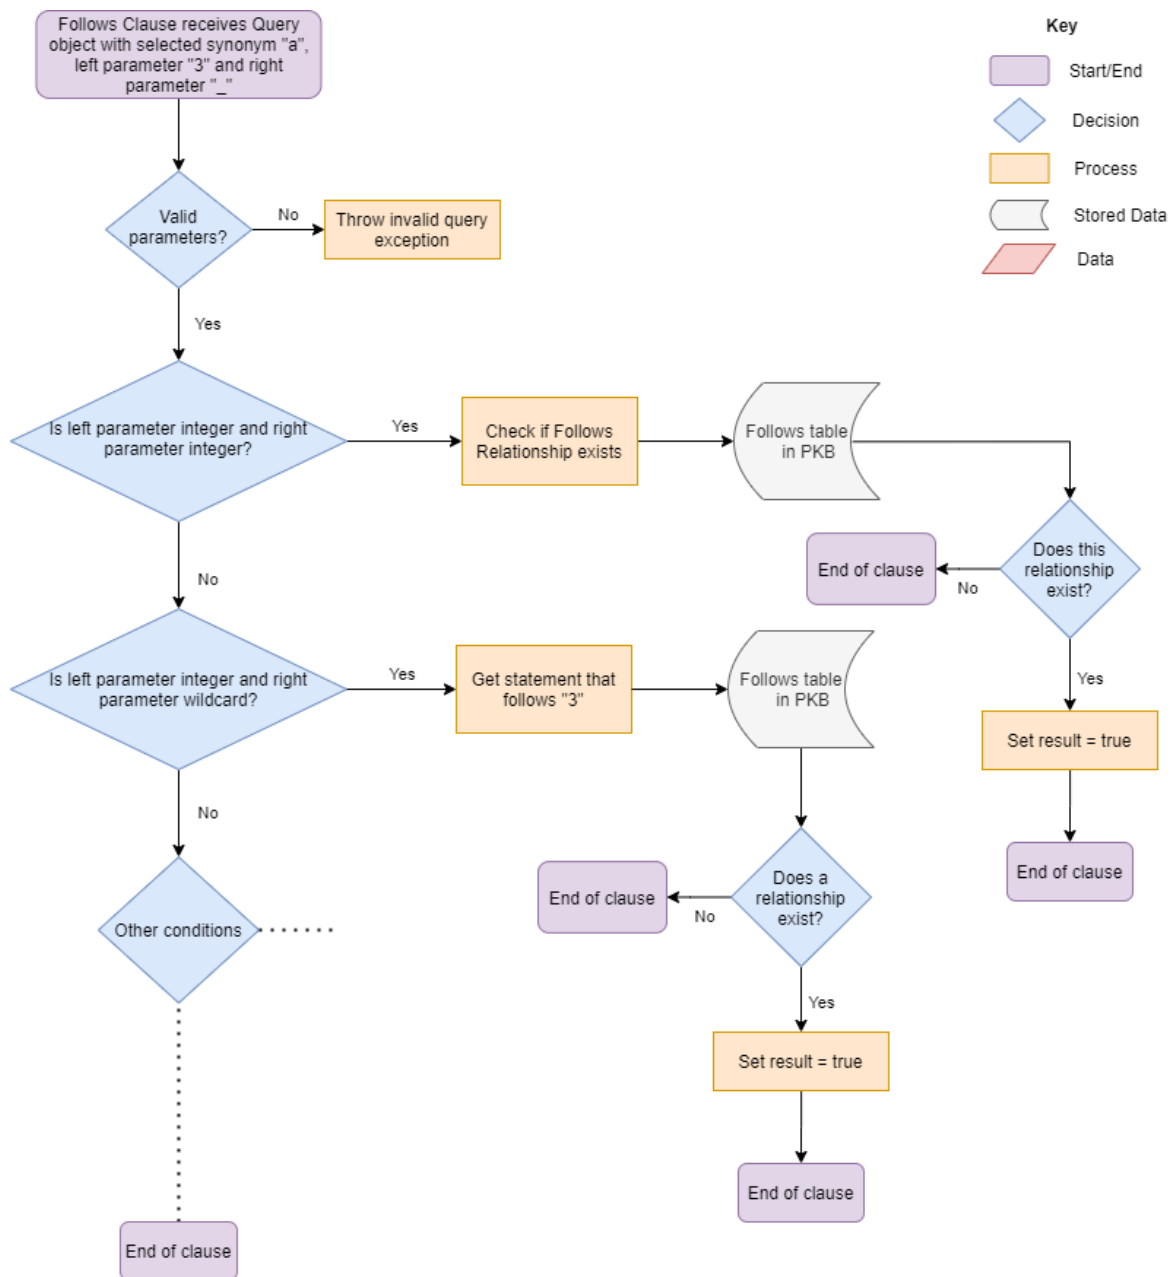 Follows Clause receives Query
object with selected synonym "a",
left parameter "3" and right
parameter "_"
Key
Start/End
Decision
Process
Stored Data
Data
Valid
parameters?
No
Throw invalid query
exception
Yes
Is left parameter integer and right
parameter integer?
Yes
Check if Follows
Relationship exists
Follows table
in PKB
Does this
relationship
exist?
No
End of clause
Yes
Set result = true
End of clause
No
Is left parameter integer and right
parameter wildcard?
Yes
Get statement that
follows "3"
Follows table
in PKB
Does a
relationship
exist?
No
End of clause
Yes
Set result = true
End of clause
No
Other conditions
End of clause